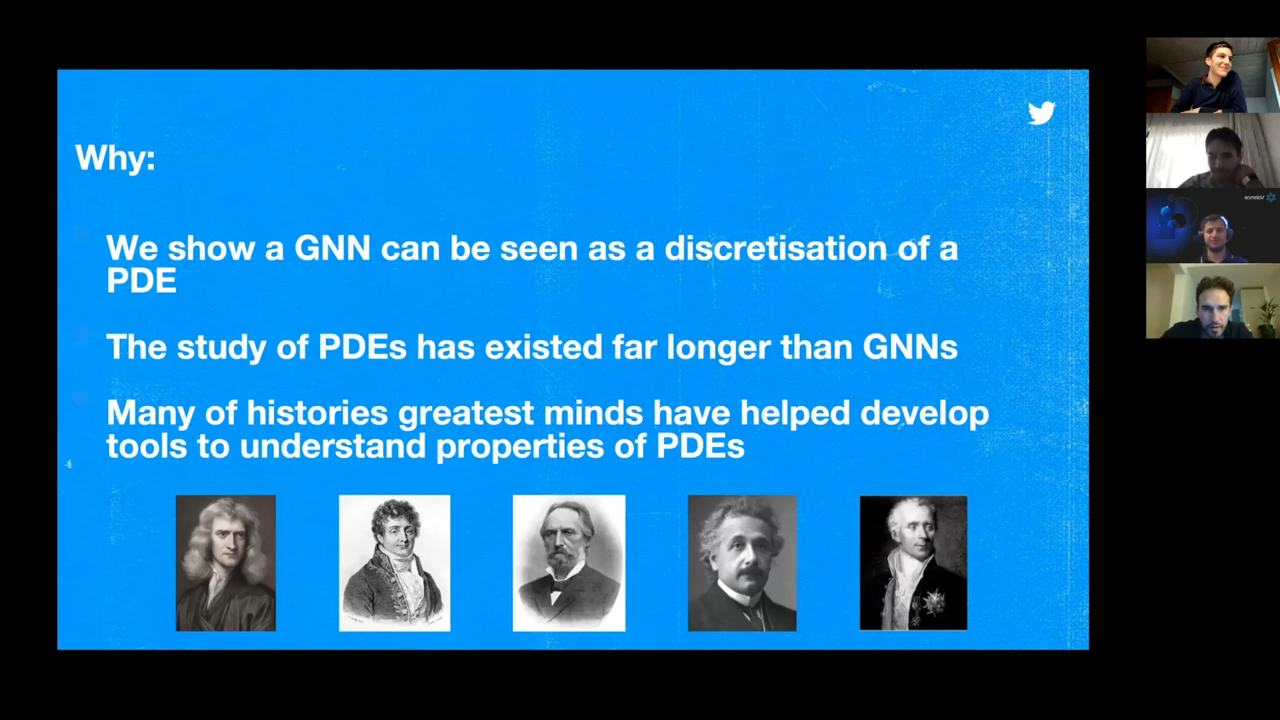 Why:
We show a GNN can be seen as a discretisation of a
PDE
The study of PDEs has existed far longer than GNNs
Many of histories greatest minds have helped develop
tools to understand properties of PDEs